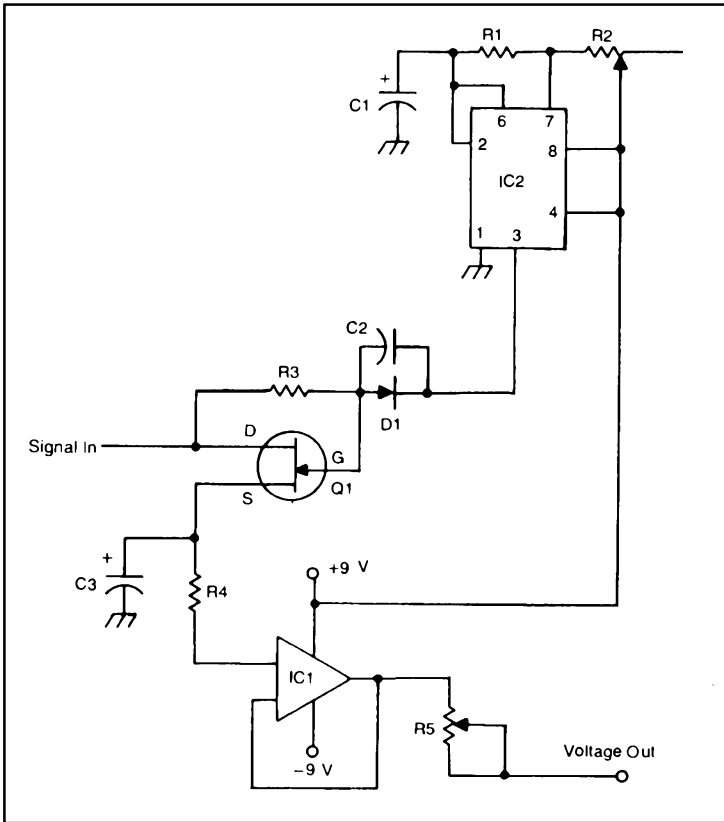 R1 R2
+
C1
6 7
2 8
IC2
4
1 3
C2
R3
D1
D
Signal In
G
Q1
S
+
C3
R4
+9 V
IC1
R5
-9 V
Voltage Out